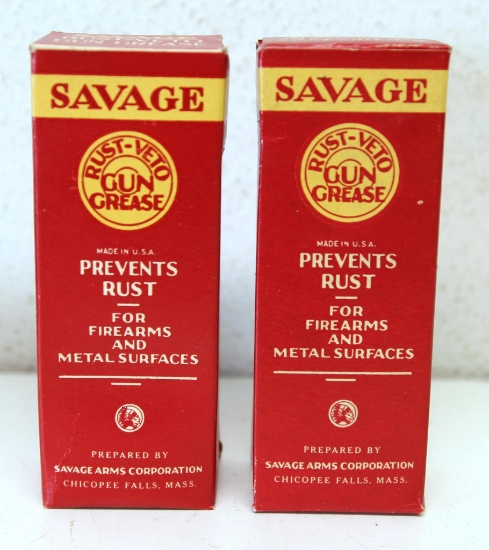 GUN GREASE
SAVAGE
RUST-VETO
GUN
GREASE
MADE IN U.S.A.
PREVENTS
RUST
FOR
FIREARMS
AND
METAL SURFACES
PREPARED BY
SAVAGE ARMS CORPORATION
CHICOPEE FALLS, MASS.
SAVAGE
RUST-VETO
GUN
GREASE
MADE IN U.S.A.
PREVENTS
RUST
FOR
FIREARMS
AND
METAL SURFACES
PREPARED BY
SAVAGE ARMS CORPORATION
CHICOPEE FALLS, MASS.